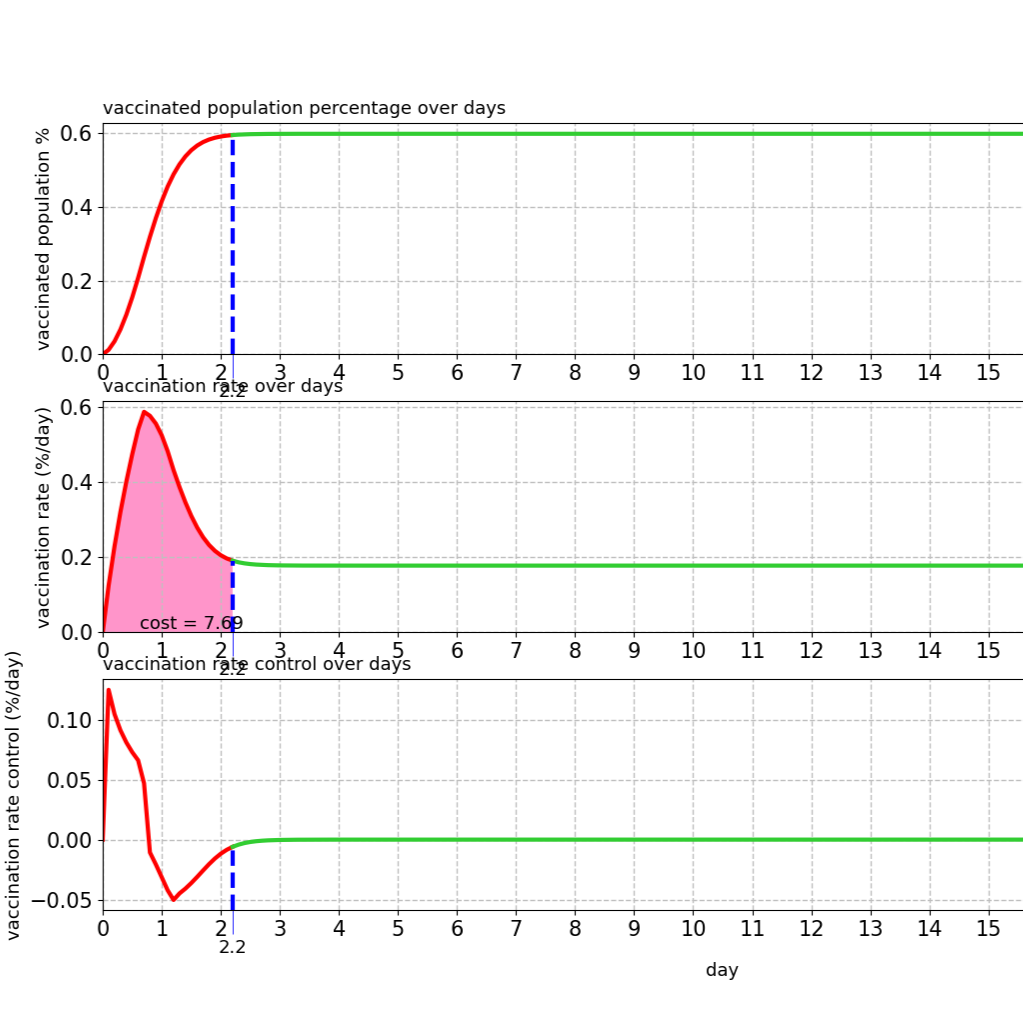 vaccinated population percentage over days
vaccinated population %
0.6
0.4
0.2
0.0
0 1 2 3 4 5 6 7 8 9 10 11 12 13 14 15
2.2
vaccination rate over days
vaccination rate (%/day)
0.6
0.4
0.2
0.0
cost = 7.69
0 1 2 3 4 5 6 7 8 9 10 11 12 13 14 15
2.2
vaccination rate control over days
vaccination rate control (%/day)
0.10
0.05
0.00
−0.05
0 1 2 3 4 5 6 7 8 9 10 11 12 13 14 15
2.2
day